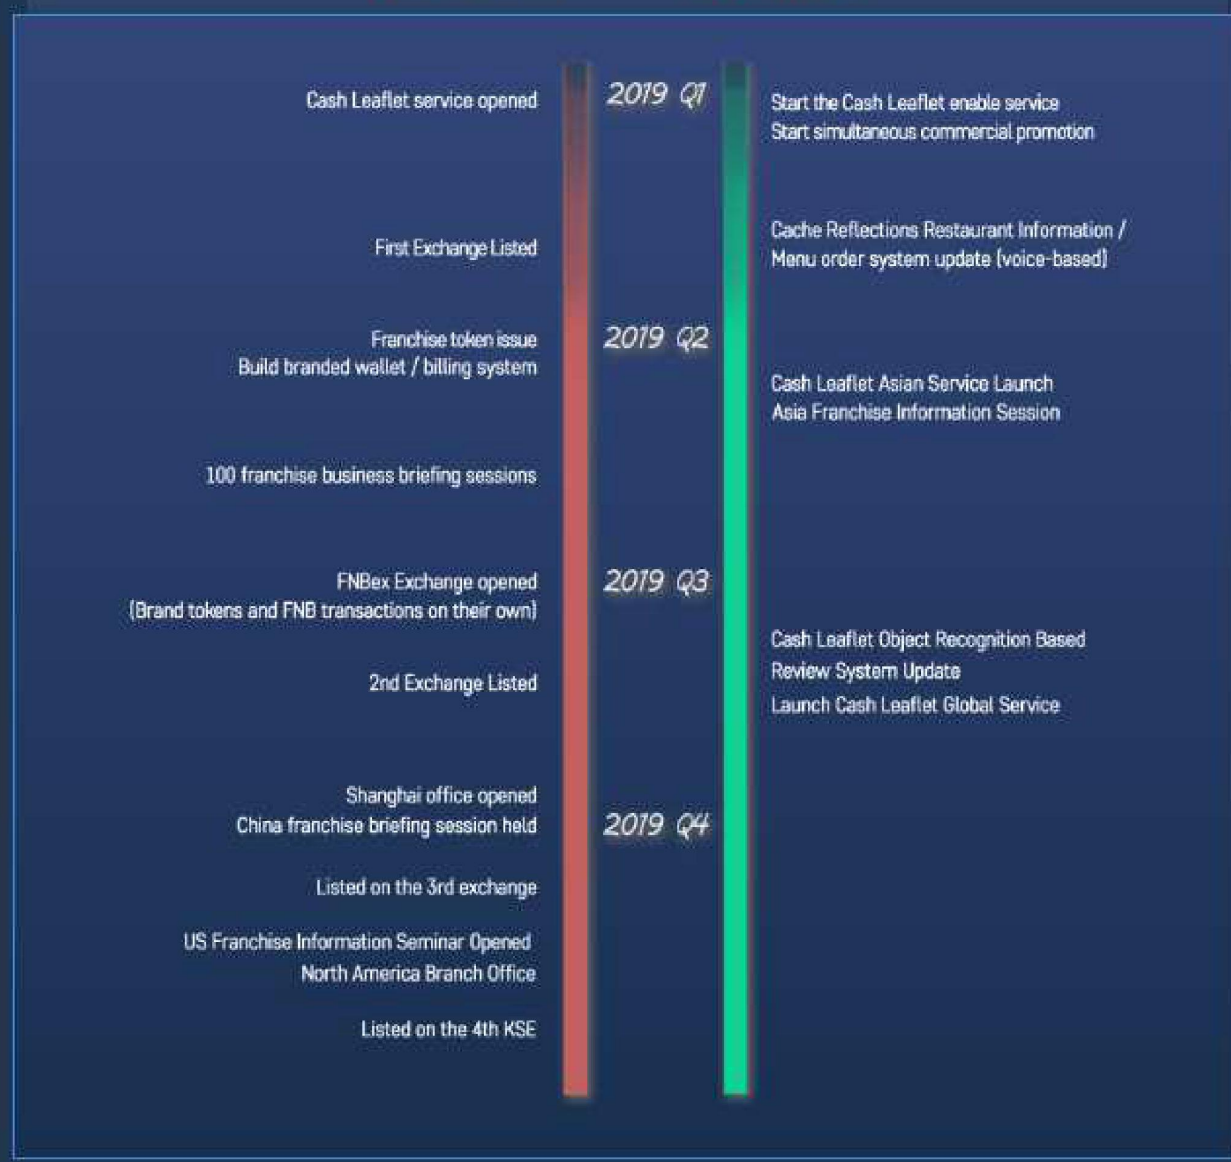 Cash Leaflet service opened
2019 Q1
Start the Cash Leaflet enable service
Start simultaneous commercial promotion
First Exchange Listed
Cache Reflections Restaurant Information /
Menu order system update (voice-based)
Franchise token issue
Build branded wallet / billing system
2019 Q2
Cash Leaflet Asian Service Launch
Asia Franchise Information Session
100 franchise business briefing sessions
FNBex Exchange opened
(Brand tokens and FNB transactions on their own)
2019 Q3
Cash Leaflet Object Recognition Based
Review System Update
Launch Cash Leaflet Global Service
2nd Exchange Listed
Shanghai office opened
China franchise briefing session held
2019 Q4
Listed on the 3rd exchange
US Franchise Information Seminar Opened
North America Branch Office
Listed on the 4th KSE